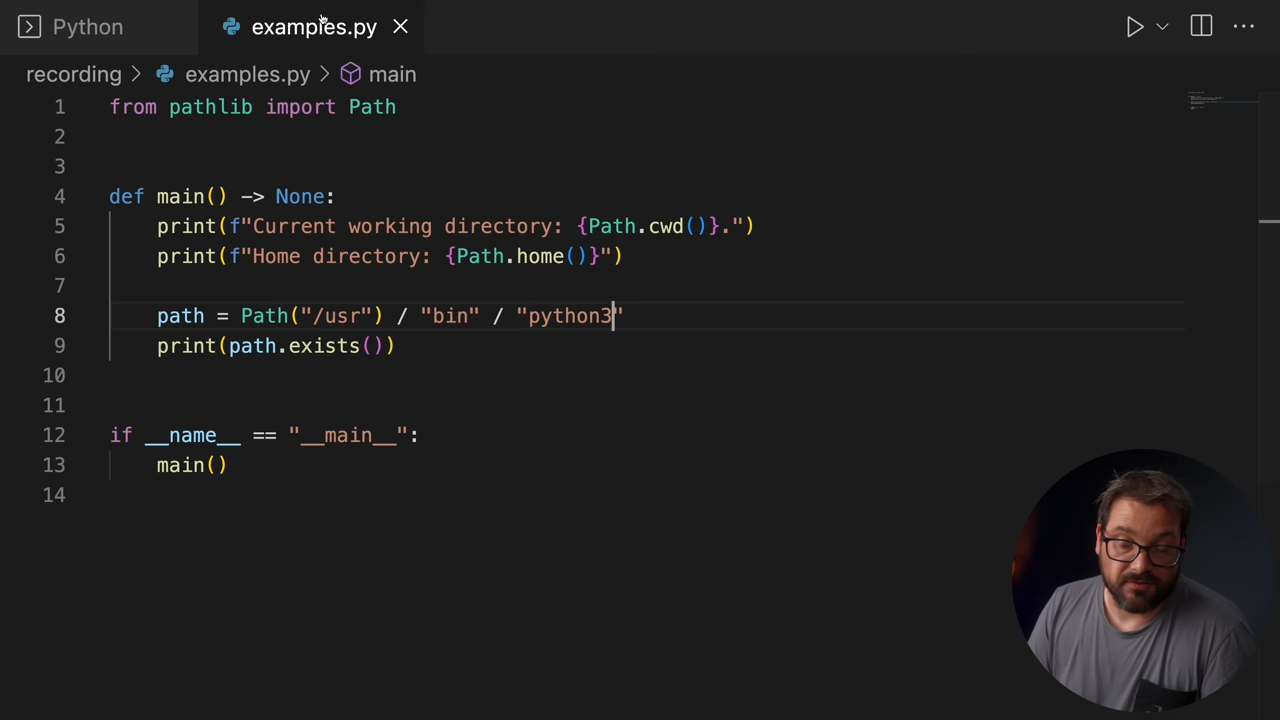 Python
examples.py
recording > examples.py > main
1 from pathlib import Path
2
3
4 def main() -> None:
5 print(f"Current working directory: {Path.cwd()}.")
6 print(f"Home directory: {Path.home()}")
7
8 path = Path("/usr") / "bin" / "python3"
9 print(path.exists())
10
11
12 if __name__ == "__main__":
13 main()
14